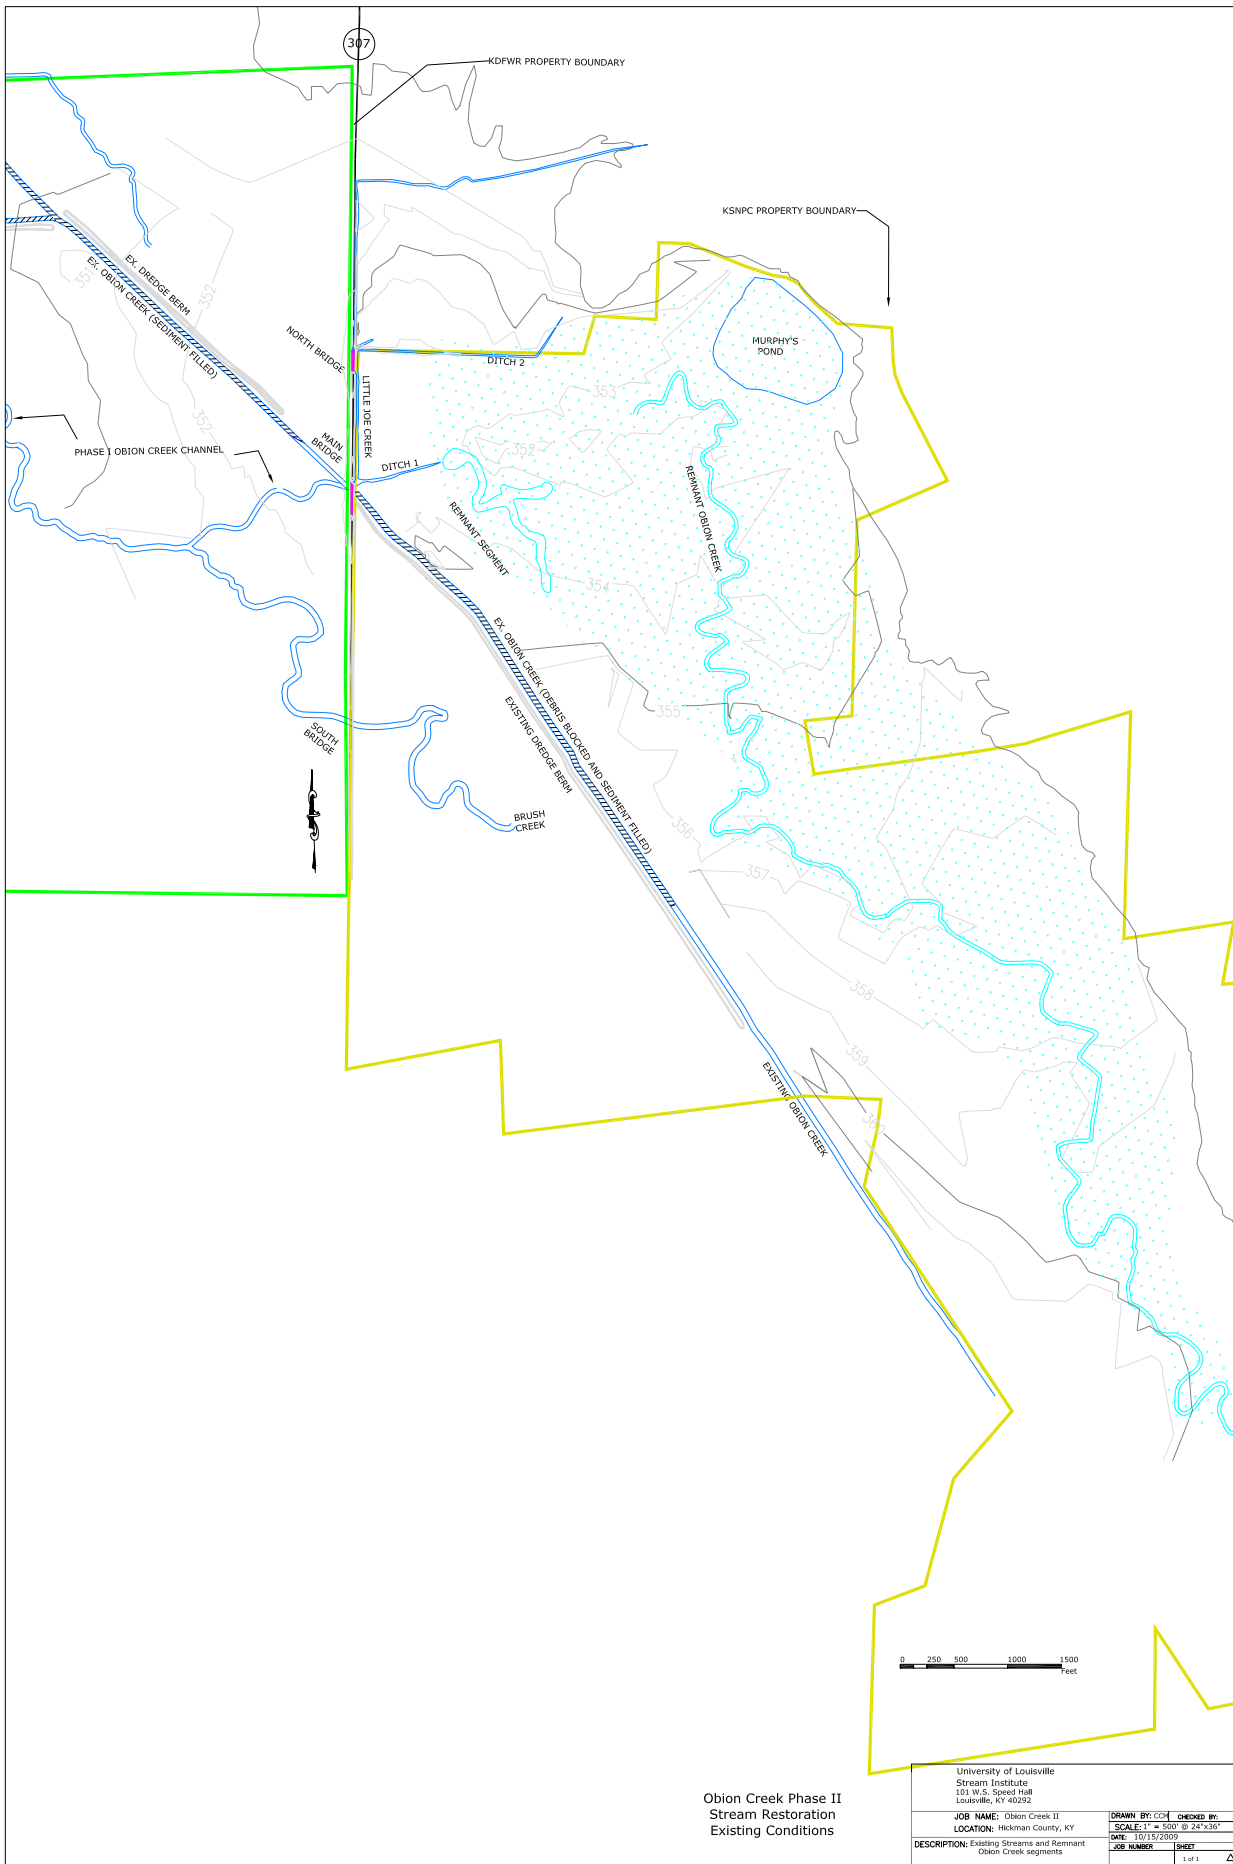 307
KDFWR PROPERTY BOUNDARY
KSNPC PROPERTY BOUNDARY
351
352
EX. DREDGE BERM
EX. OBION CREEK (SEDIMENT FILLED)
NORTH BRIDGE
MURPHY'S
POND
DITCH 2
LITTLE JOE CREEK
353
352
MAIN
BRIDGE
PHASE I OBION CREEK CHANNEL
DITCH 1
352
REMNANT SEGMENT
REMNANT OBION CREEK
354
EX. OBION CREEK (DEBRIS BLOCKED AND SEDIMENT FILLED)
EXISTING DREDGE BERM
355
SOUTH
BRIDGE
BRUSH
CREEK
356
357
358
359
EXISTING OBION CREEK
360
0 250 500 1000 1500
Feet
Obion Creek Phase II
Stream Restoration
Existing Conditions
University of Louisville
Stream Institute
101 W.S. Speed Hall
Louisville, KY 40292
JOB NAME: Obion Creek II
LOCATION: Hickman County, KY
DESCRIPTION: Existing Streams and Remnant
Obion Creek segments
DRAWN BY: CCM CHECKED BY:
SCALE: 1" = 500' @ 24"x36"
DATE: 10/15/2009
JOB NUMBER SHEET
1 of 1